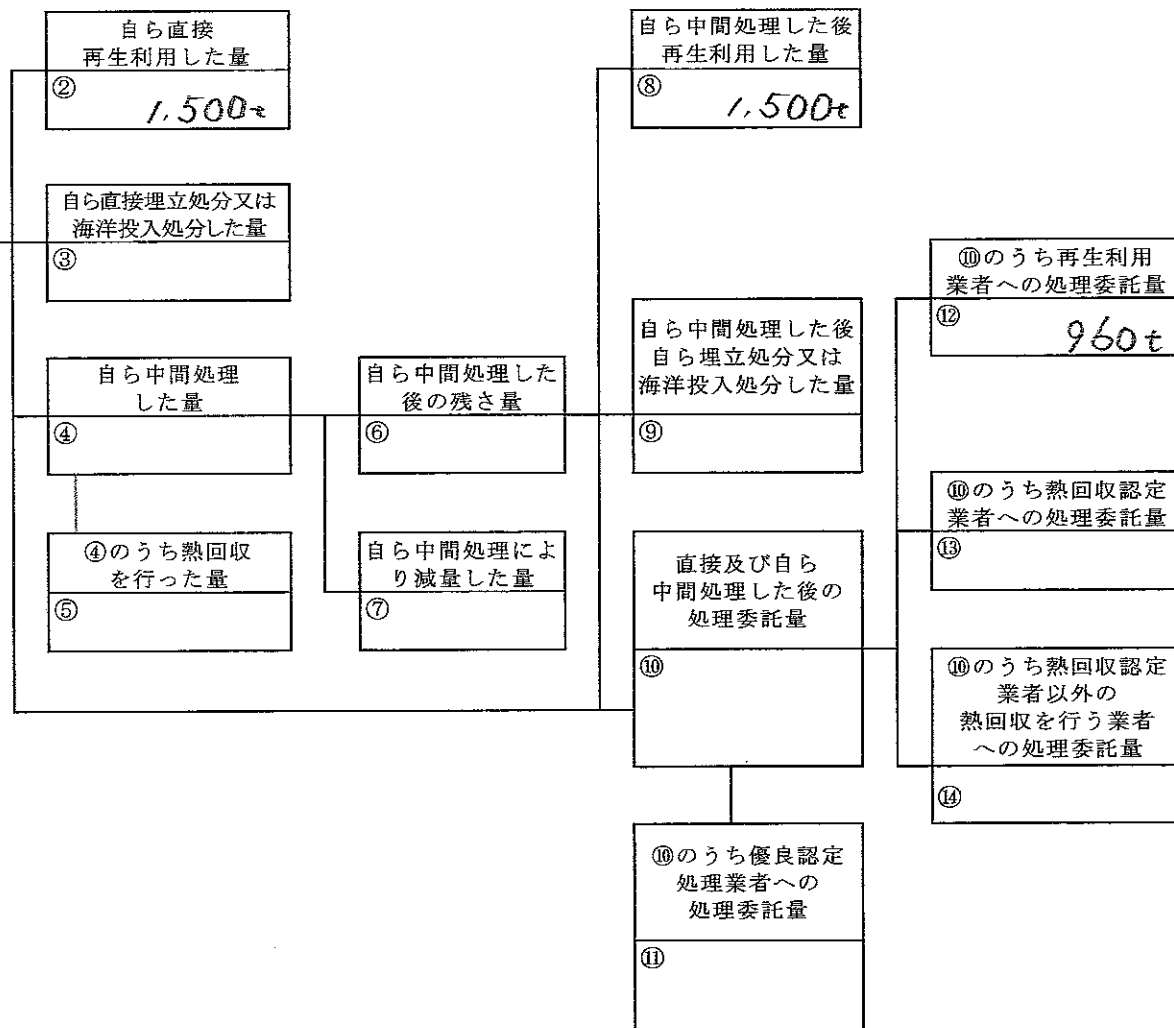 自ら直接
再生利用した量
②
1,500t
自ら中間処理した後
再生利用した量
⑧
1,500t
自ら直接埋立処分又は
海洋投入処分した量
③
⑩のうち再生利用
業者への処理委託量
⑫
960t
自ら中間処理
した量
④
自ら中間処理した
後の残さ量
⑥
自ら中間処理した後
自ら埋立処分又は
海洋投入処分した量
⑨
⑩のうち熱回収認定
業者への処理委託量
⑬
④のうち熱回収
を行った量
⑤
自ら中間処理によ
り減量した量
⑦
直接及び自ら
中間処理した後の
処理委託量
⑩
⑩のうち熱回収認定
業者以外の
熱回収を行う業者
への処理委託量
⑭
⑩のうち優良認定
処理業者への
処理委託量
⑪